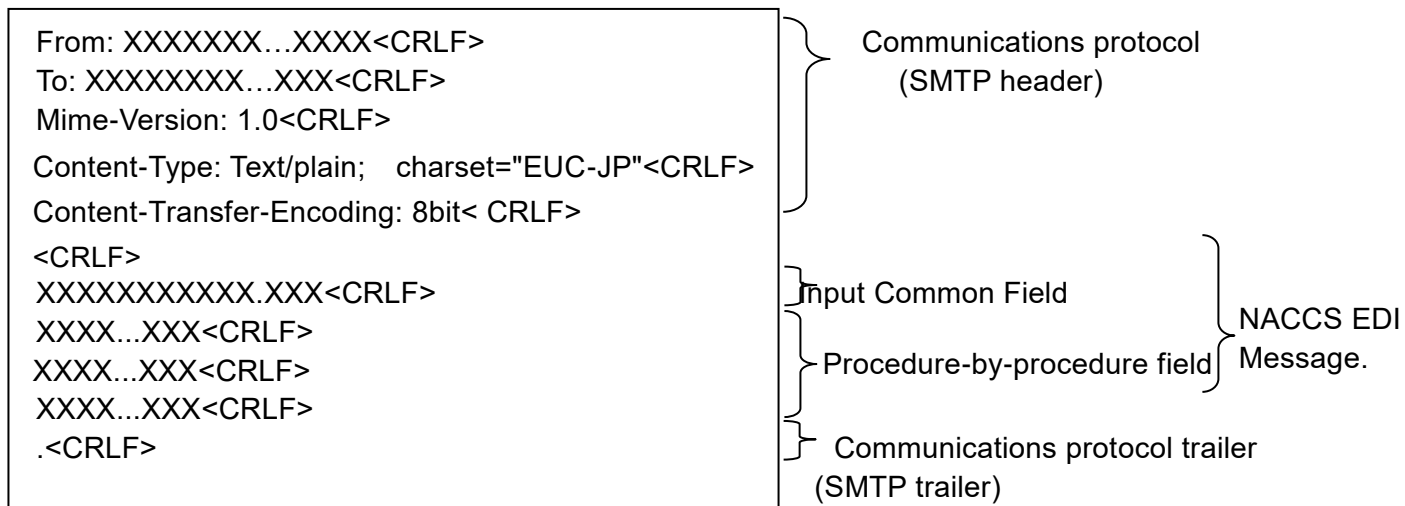 From: XXXXXXX…XXXX<CRLF>
To: XXXXXXXX…XXX<CRLF>
Mime-Version: 1.0<CRLF>
Content-Type: Text/plain; charset="EUC-JP"<CRLF>
Content-Transfer-Encoding: 8bit< CRLF>
<CRLF>
XXXXXXXXXXX.XXX<CRLF>
XXXX...XXX<CRLF>
XXXX...XXX<CRLF>
XXXX...XXX<CRLF>
.<CRLF>
Communications protocol
(SMTP header)
Input Common Field
Procedure-by-procedure field
NACCS EDI
Message.
Communications protocol trailer
(SMTP trailer)